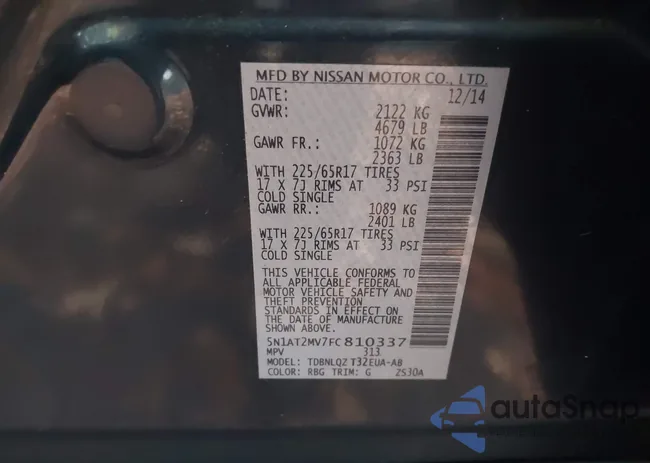 MFD BY NISSAN MOTOR CO., LTD.
DATE: 12/14
GVWR: 2122 KG
4679 LB
GAWR FR.: 1072 KG
2363 LB
WITH 225/65R17 TIRES
17 X 7J RIMS AT 33 PSI
COLD SINGLE
GAWR RR.: 1089 KG
2401 LB
WITH 225/65R17 TIRES
17 X 7J RIMS AT 33 PSI
COLD SINGLE
THIS VEHICLE CONFORMS TO
ALL APPLICABLE FEDERAL
MOTOR VEHICLE SAFETY AND
THEFT PREVENTION
STANDARDS IN EFFECT ON
THE DATE OF MANUFACTURE
SHOWN ABOVE.
5N1AT2MV7FC810337
MPV 313
MODEL: TDBNLQZ T32EUA-AB
COLOR: RBG TRIM: G ZS30A
autoSnap